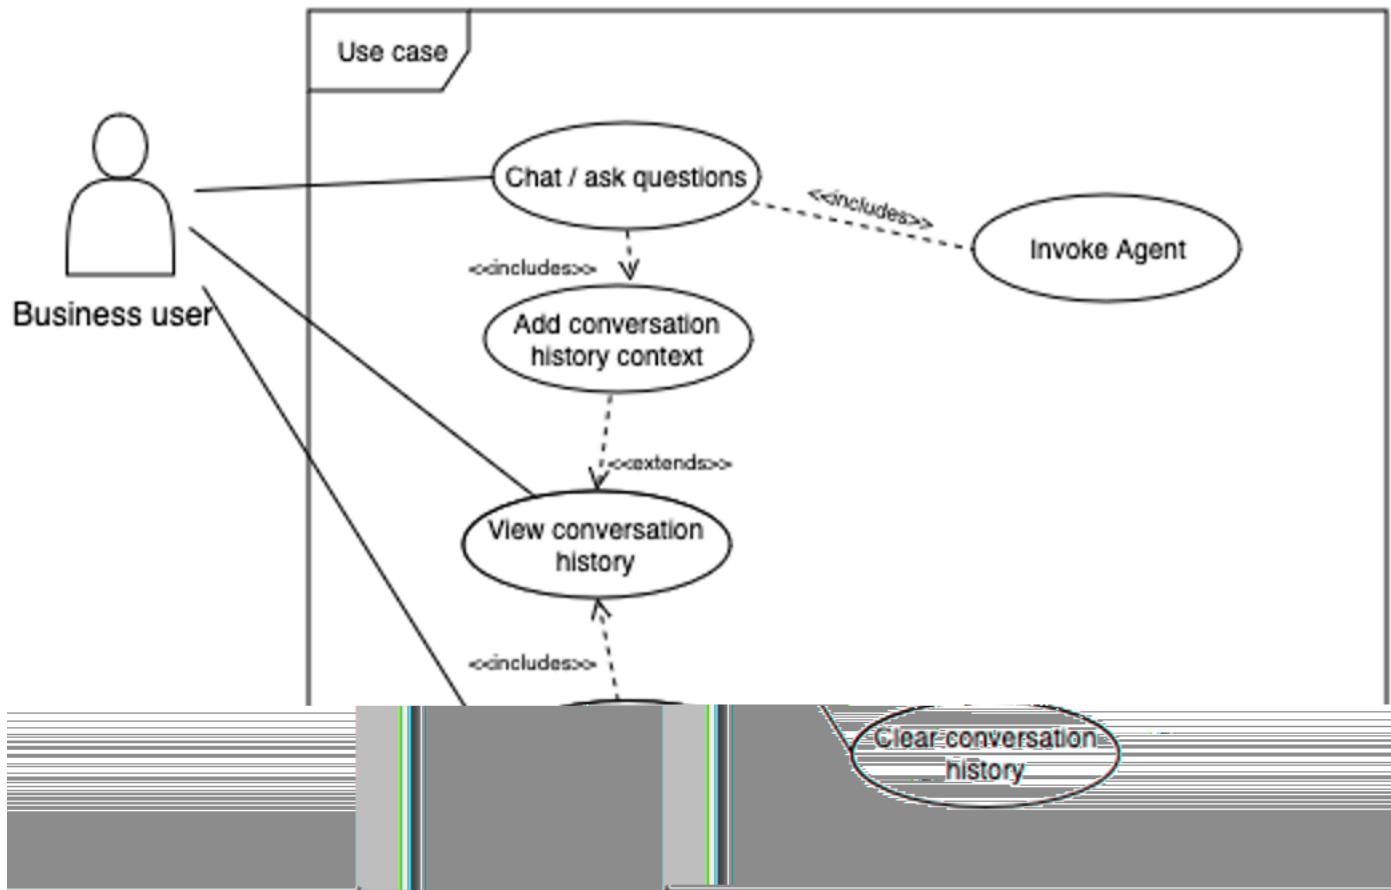 Use case
Chat / ask questions
<<includes>>
Invoke Agent
<<includes>>
Business user
Add conversation
history context
<<extends>>
View conversation
history
<<includes>>
Clear conversation
history